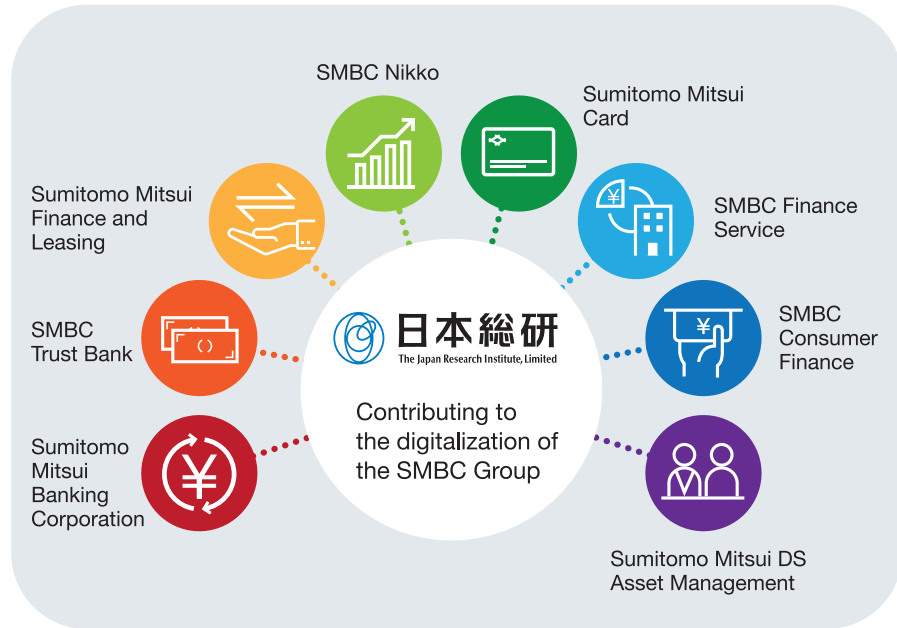 SMBC Nikko
Sumitomo Mitsui
Card
Sumitomo Mitsui
Finance and
Leasing
¥
SMBC Finance
Service
SMBC
Trust Bank
¥
SMBC
Consumer
Finance
日本総研
The Japan Research Institute, Limited
Contributing to
the digitalization of
the SMBC Group
Sumitomo
Mitsui
Banking
Corporation
¥
Sumitomo Mitsui DS
Asset Management